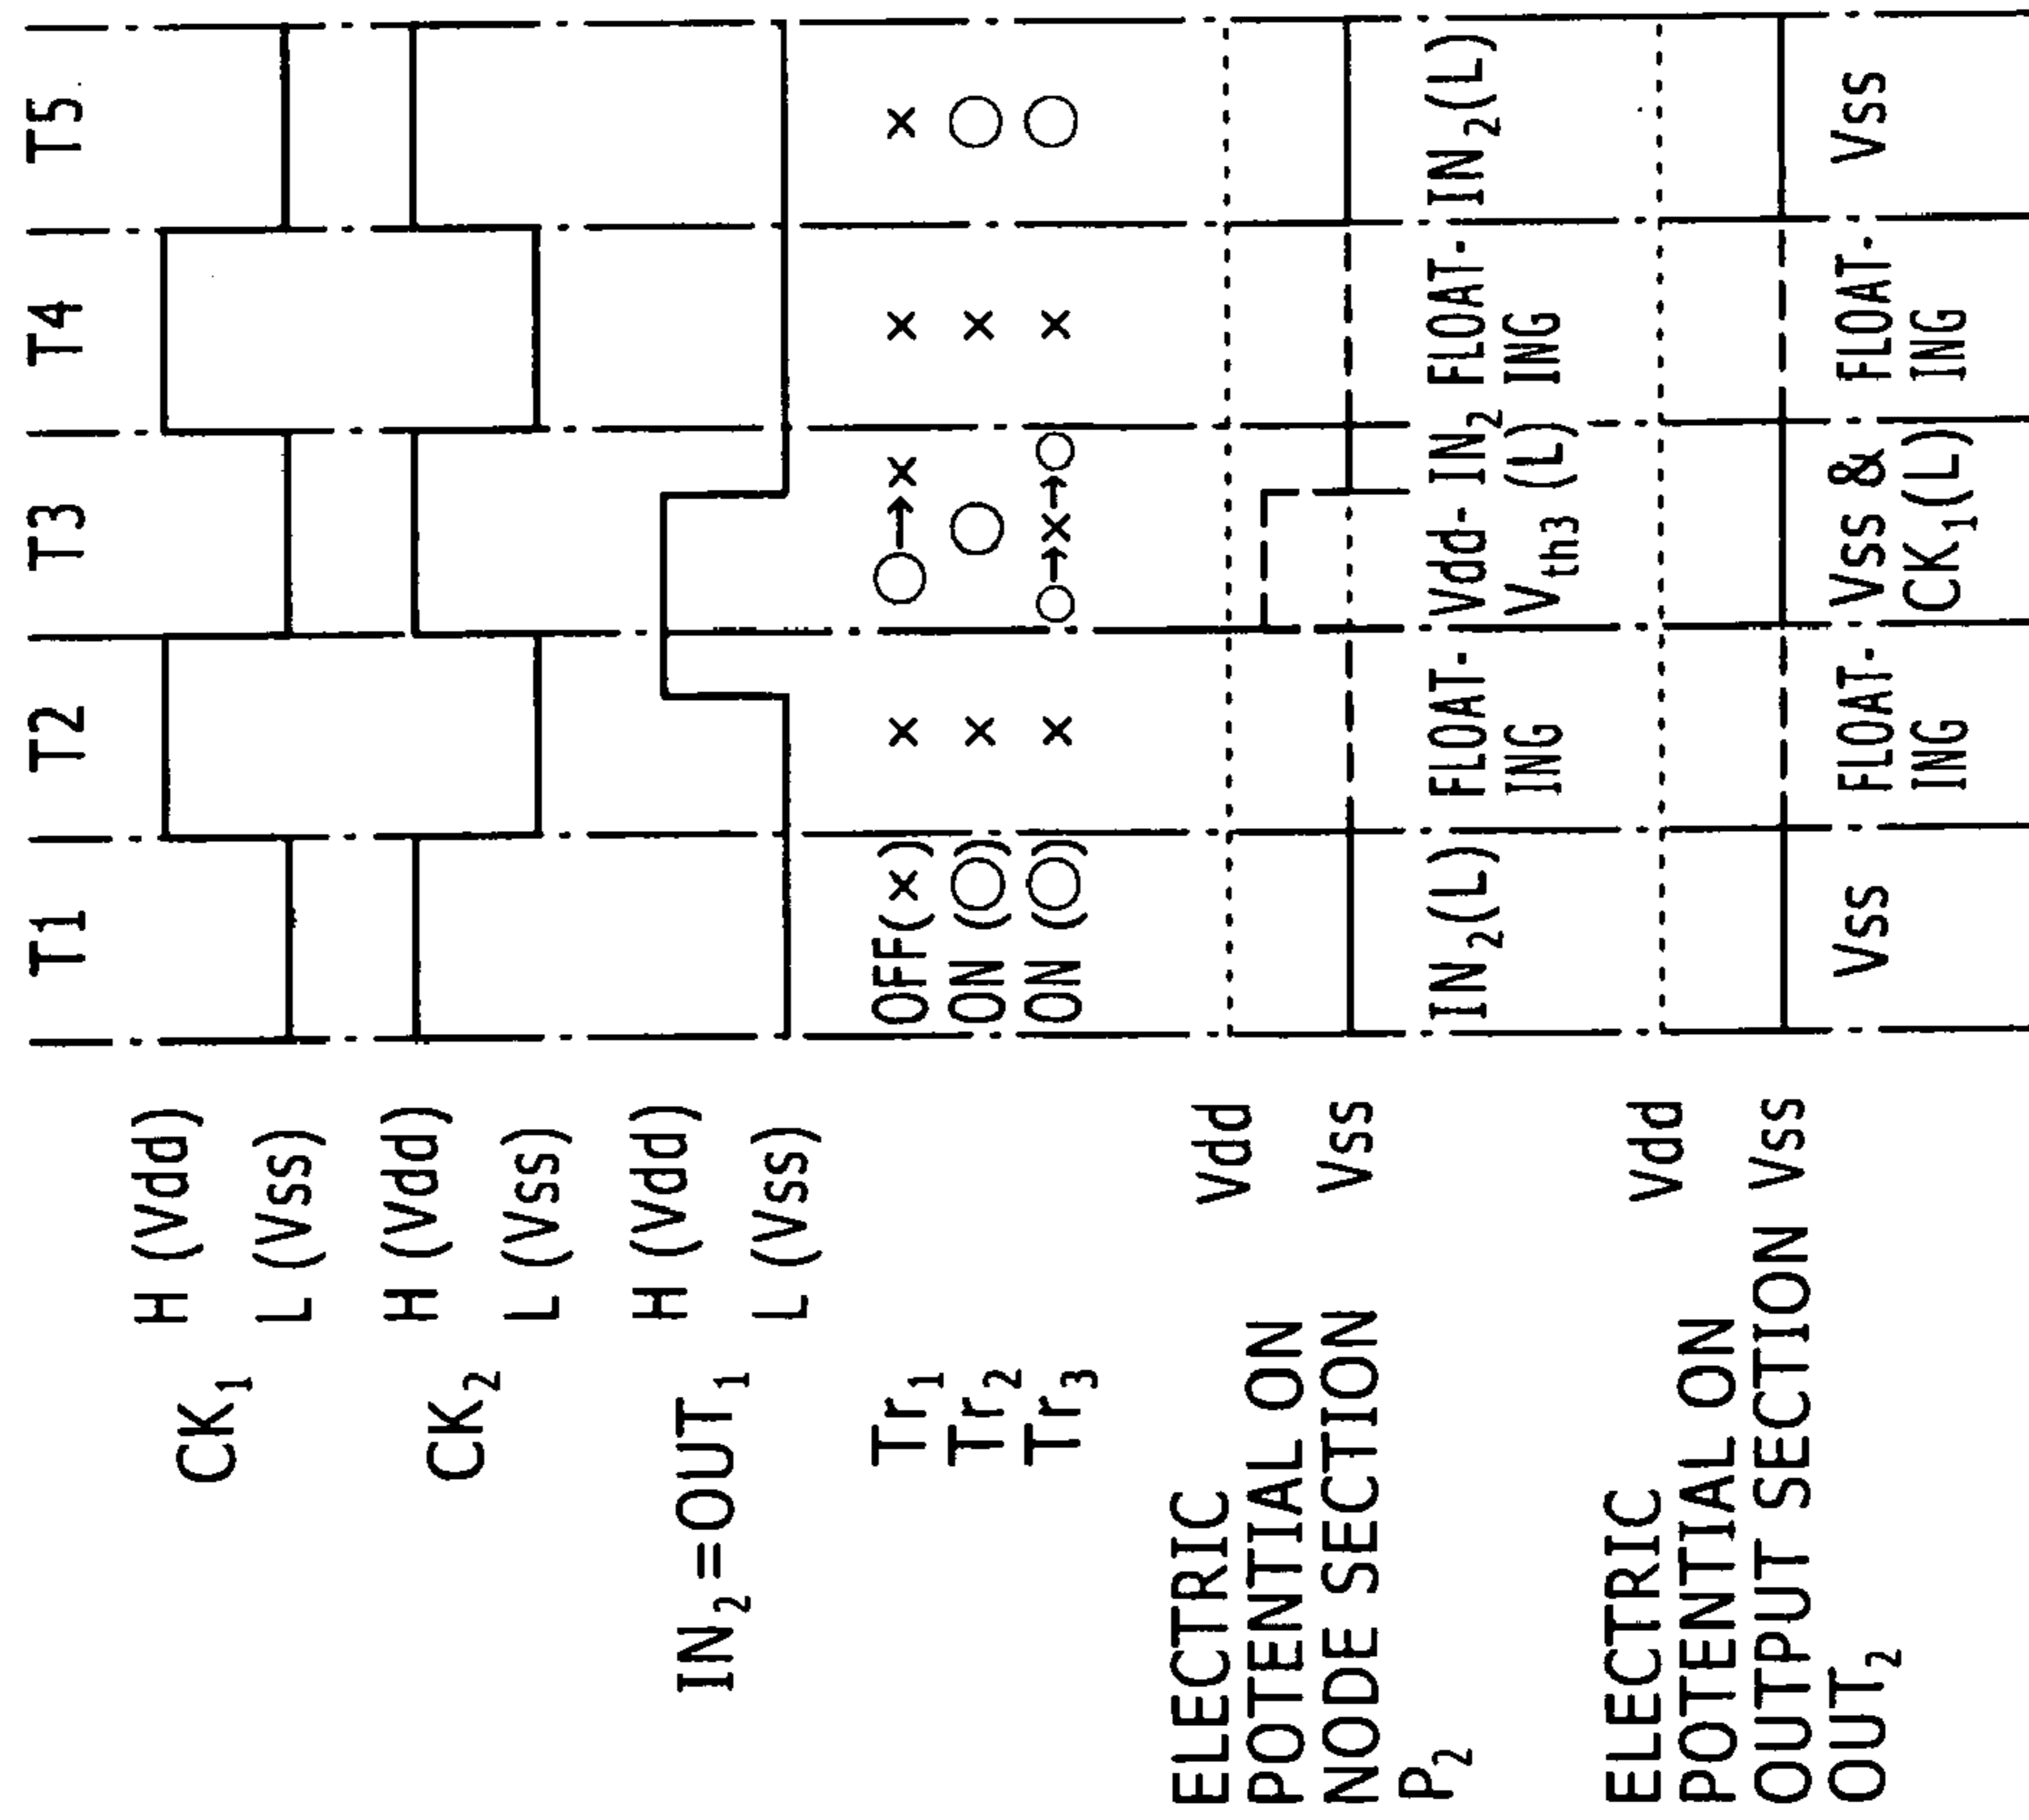 T1 T2 T3 T4 T5
H (Vdd)
CK₁
L (Vss)
H (Vdd)
CK₂
L (Vss)
H (Vdd)
IN₂=OUT₁
L (Vss)
Tr₁ OFF(×) × ○→× × ×
Tr₂ ON (○) × ○ × ○
Tr₃ ON (○) × ○→×→○ × ○
ELECTRIC Vdd
POTENTIAL ON
NODE SECTION Vss
P₂
IN₂(L) FLOAT- Vdd- IN₂ FLOAT- IN₂(L)
ING Vth3 (L) ING
ELECTRIC Vdd
POTENTIAL ON
OUTPUT SECTION Vss
OUT₂
Vss FLOAT- Vss & FLOAT- Vss
ING CK₁(L) ING